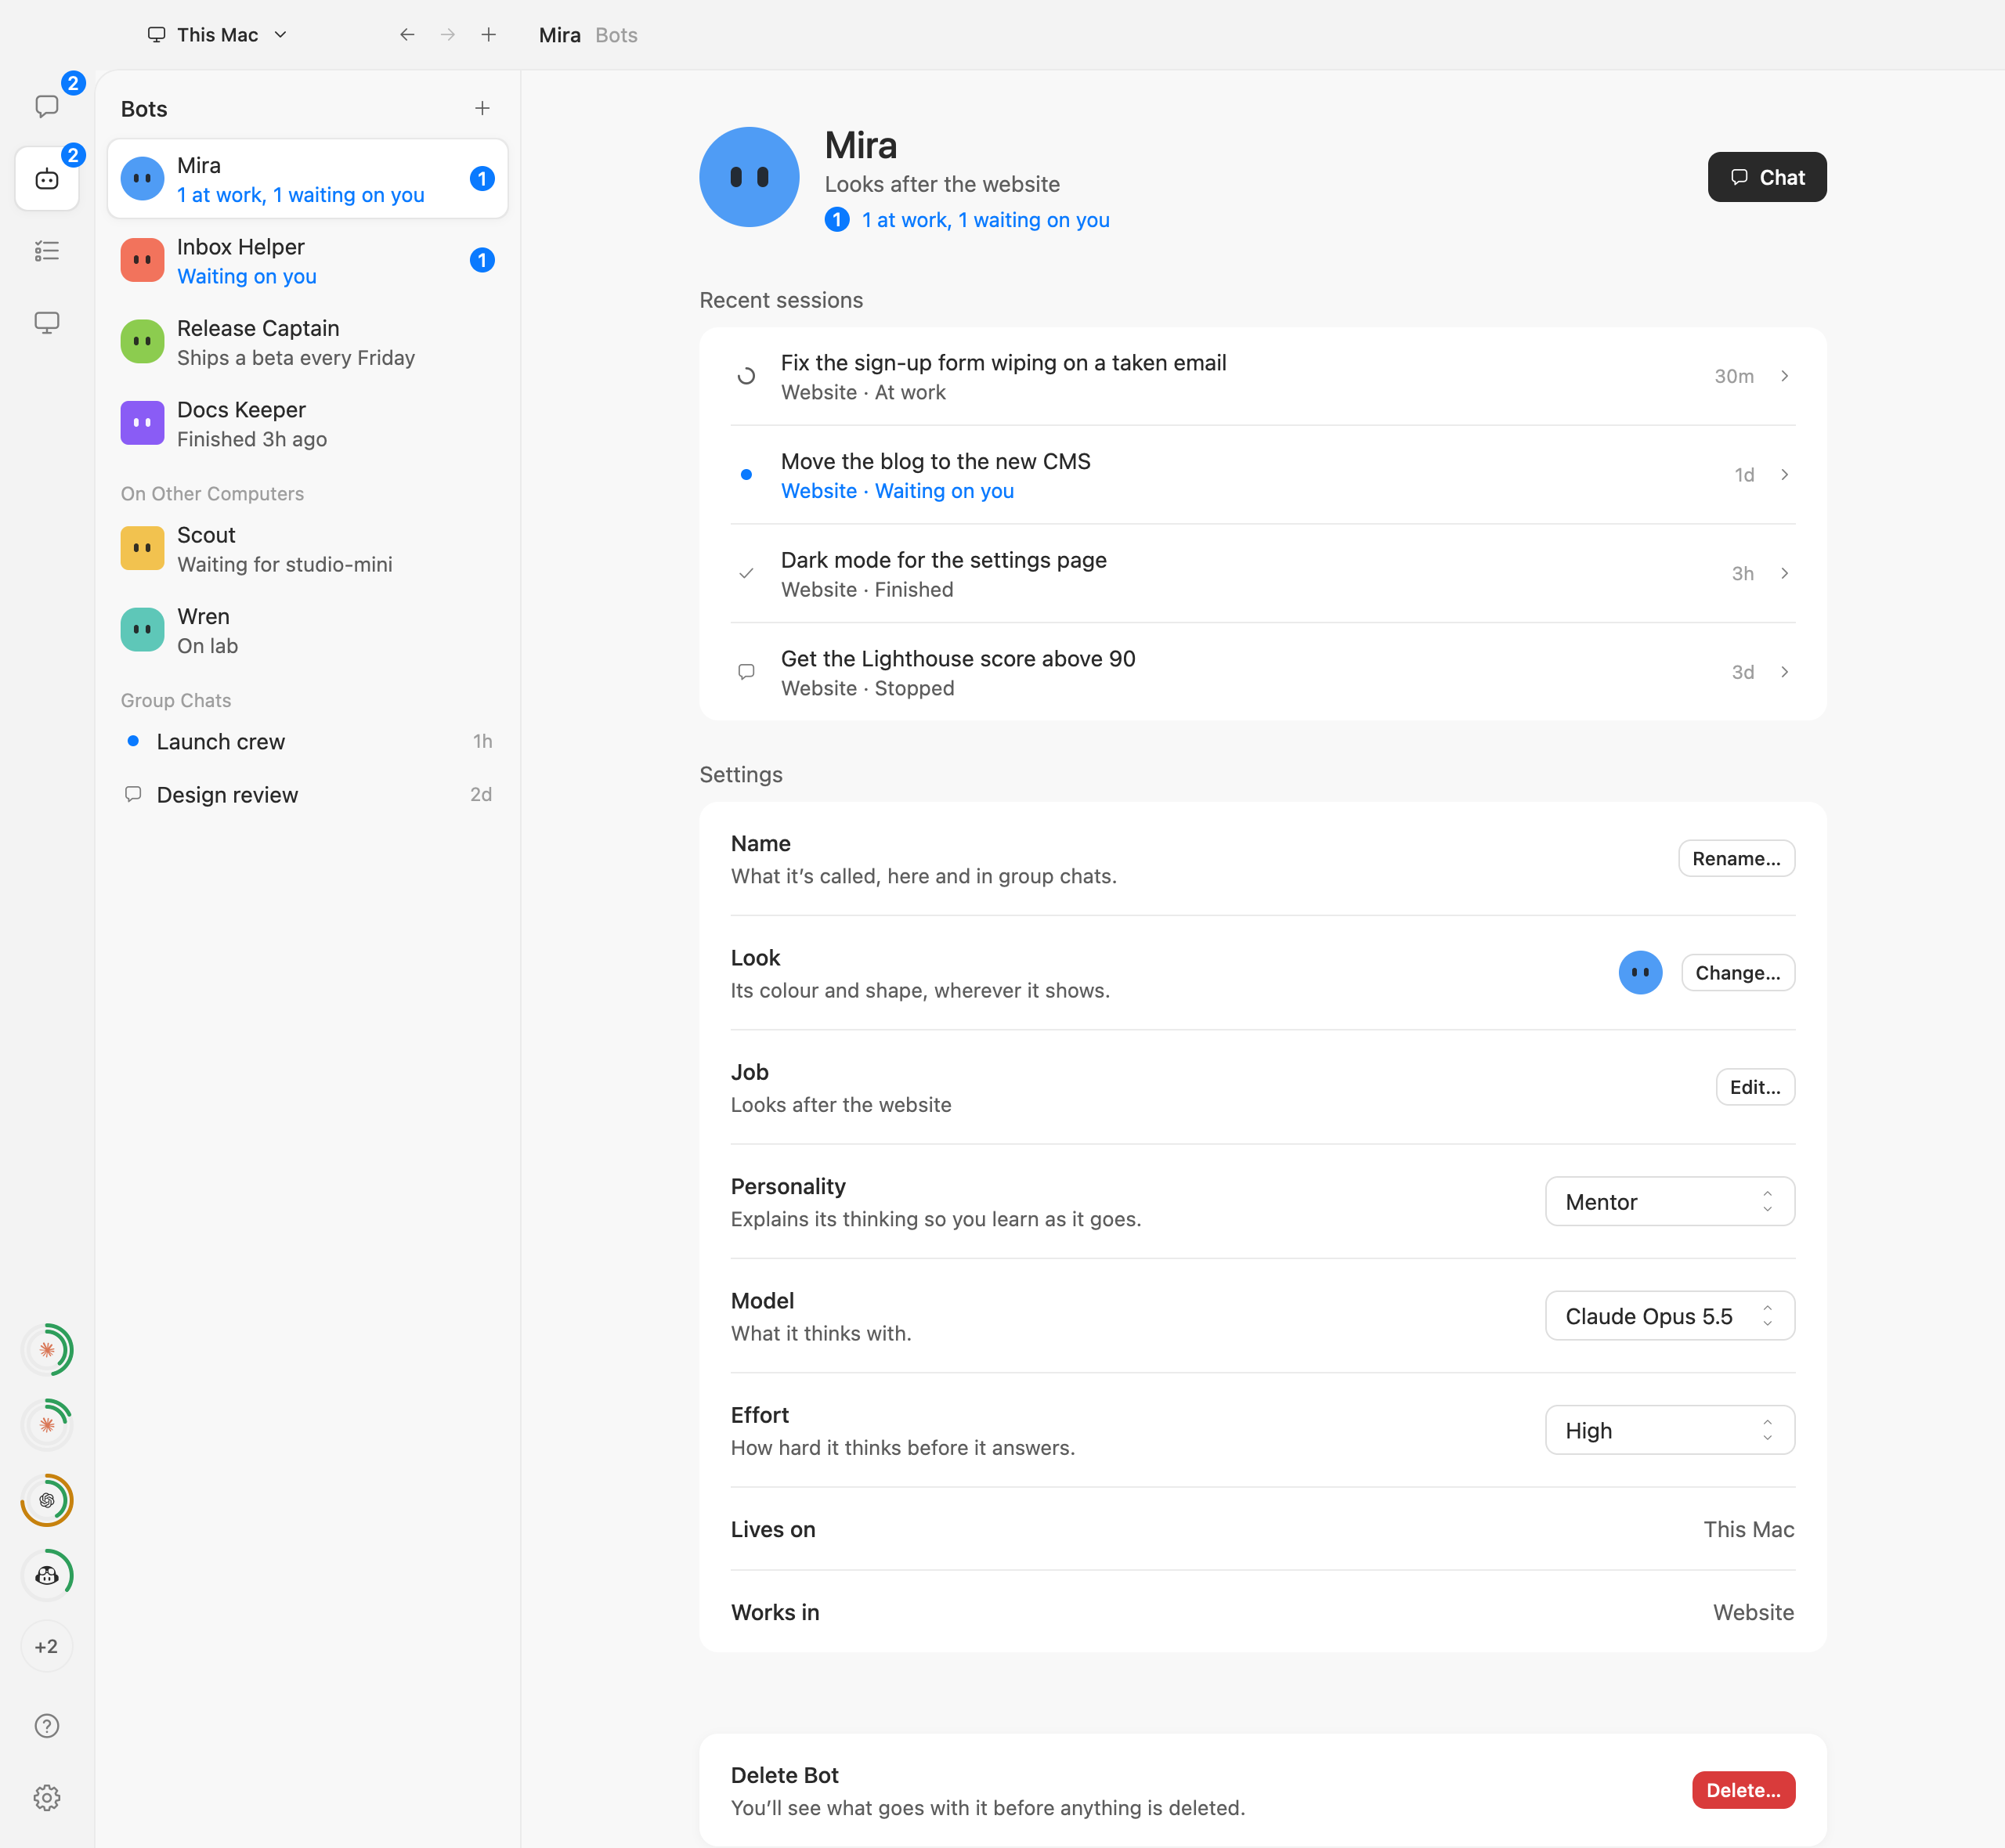 This Mac
Mira Bots
2
2
Bots
Mira
1 at work, 1 waiting on you
1
Inbox Helper
Waiting on you
1
Release Captain
Ships a beta every Friday
Docs Keeper
Finished 3h ago
On Other Computers
Scout
Waiting for studio-mini
Wren
On lab
Group Chats
Launch crew 1h
Design review 2d
+2
Mira
Looks after the website
1 1 at work, 1 waiting on you
Chat
Recent sessions
Fix the sign-up form wiping on a taken email
Website · At work
30m
Move the blog to the new CMS
Website · Waiting on you
1d
Dark mode for the settings page
Website · Finished
3h
Get the Lighthouse score above 90
Website · Stopped
3d
Settings
Name
What it’s called, here and in group chats.
Rename...
Look
Its colour and shape, wherever it shows.
Change...
Job
Looks after the website
Edit...
Personality
Explains its thinking so you learn as it goes.
Mentor
Model
What it thinks with.
Claude Opus 5.5
Effort
How hard it thinks before it answers.
High
Lives on This Mac
Works in Website
Delete Bot
You’ll see what goes with it before anything is deleted.
Delete...